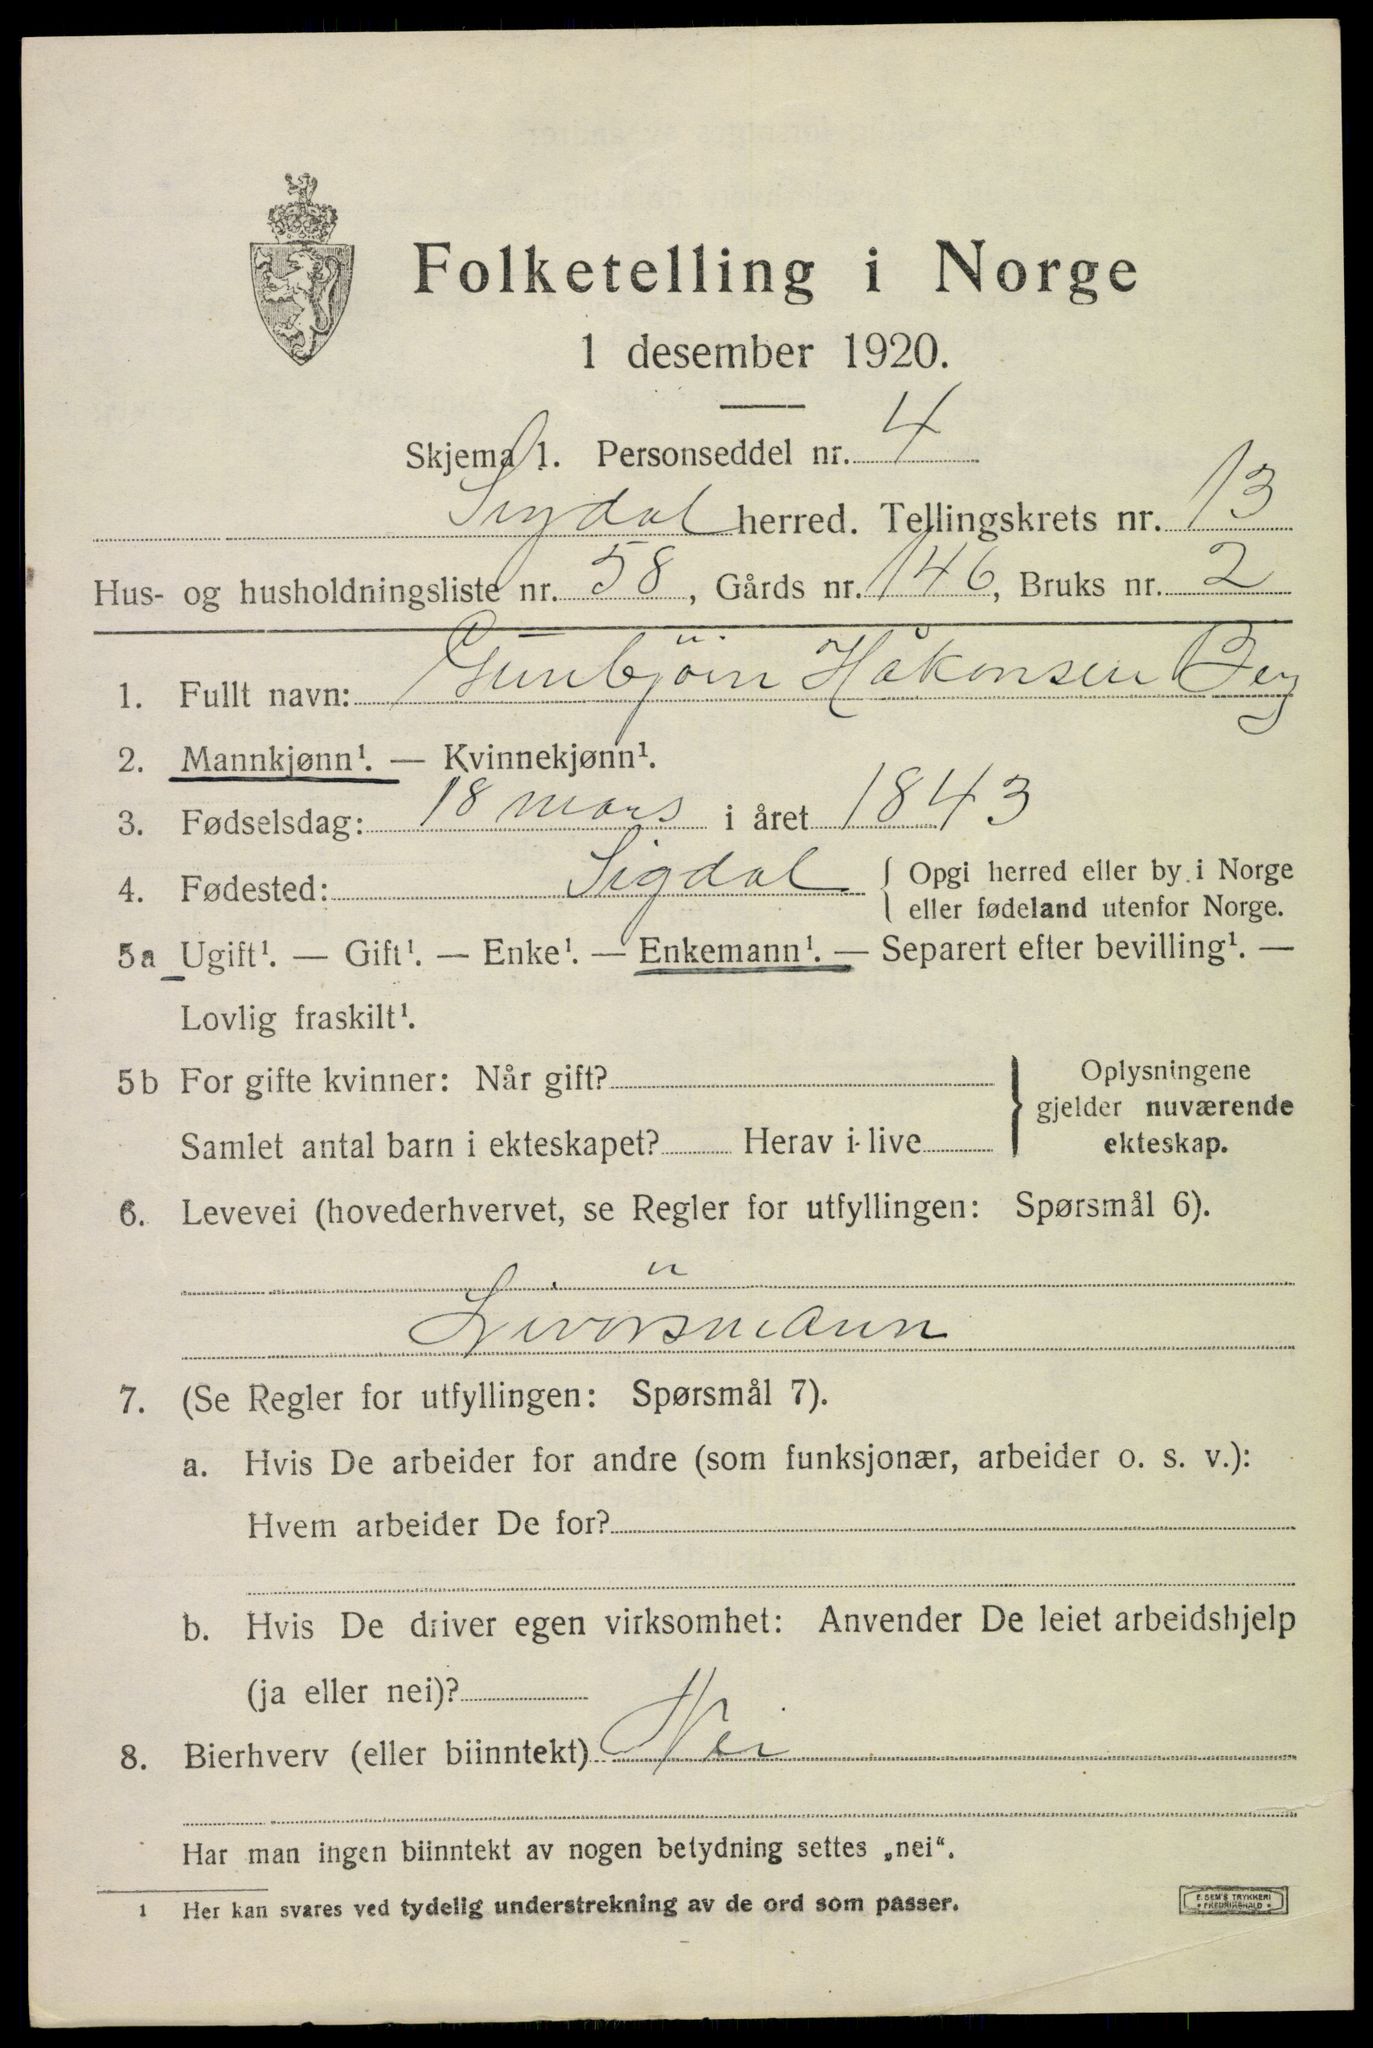 Folketelling i Norge
1 desember 1920.
Skjema 1. Personseddel nr. 4
Sigdal herred. Tellingskrets nr. 13
Hus- og husholdningsliste nr. 58, Gårds nr. 146, Bruks nr. 2
1. Fullt navn: Gunbjörn Håkonsen
2. Mannkjønn¹. — Kvinnekjønn¹.
3. Fødselsdag: 18 mars i året 1843
4. Fødested: Sigdal { Opgi herred eller by i Norge
eller fødeland utenfor Norge.
5a Ugift¹. — Gift¹. — Enke¹. — Enkemann¹. — Separert efter bevilling¹. —
Lovlig fraskilt¹.
5b For gifte kvinner: Når gift? } Oplysningene
gjelder nuværende
Samlet antal barn i ekteskapet? Herav i live ekteskap.
6. Levevei (hovederhvervet, se Regler for utfyllingen: Spørsmål 6).
Livörsmann
7. (Se Regler for utfyllingen: Spørsmål 7).
a. Hvis De arbeider for andre (som funksjonær, arbeider o. s. v.):
Hvem arbeider De for?
b. Hvis De driver egen virksomhet: Anvender De leiet arbeidshjelp
(ja eller nei)?
8. Bierhverv (eller biinntekt) Nei
Har man ingen biinntekt av nogen betydning settes „nei“.
1 Her kan svares ved tydelig understrekning av de ord som passer.
E. SEM'S TRYKKERI
* FREDRIKSHALD *